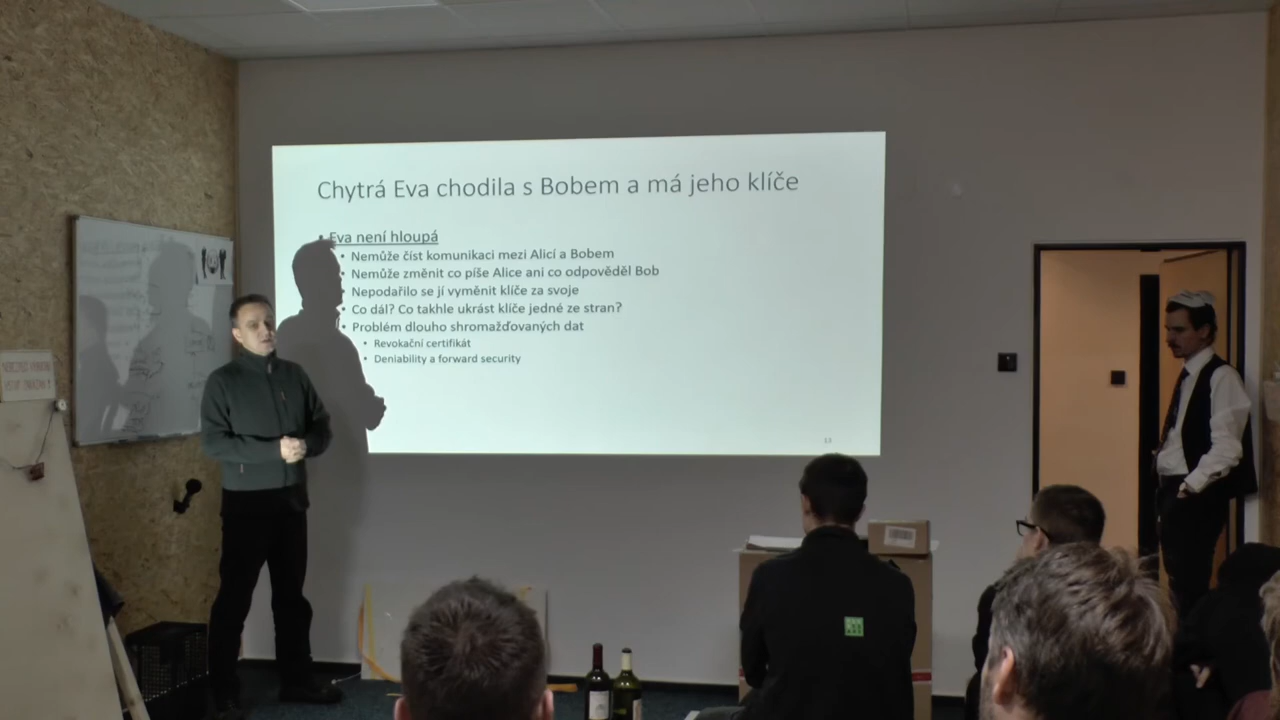 Chytrá Eva chodila s Bobem a má jeho klíče
• Eva není hloupá
• Nemůže číst komunikaci mezi Alicí a Bobem
• Nemůže změnit co píše Alice ani co odpověděl Bob
• Nepodařilo se jí vyměnit klíče za svoje
• Co dál? Co takhle ukrást klíče jedné ze stran?
• Problém dlouho shromažďovaných dat
• Revokační certifikát
• Deniability a forward security